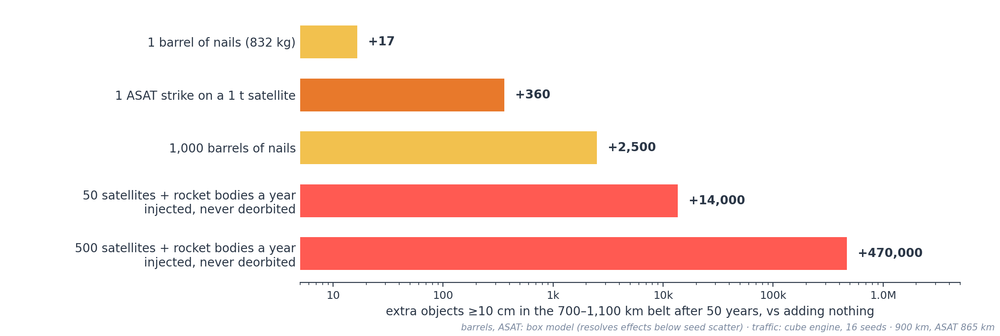 1 barrel of nails (832 kg)
+17
1 ASAT strike on a 1 t satellite
+360
1,000 barrels of nails
+2,500
50 satellites + rocket bodies a year
injected, never deorbited
+14,000
500 satellites + rocket bodies a year
injected, never deorbited
+470,000
10 100 1k 10k 100k 1.0M
extra objects ≥10 cm in the 700–1,100 km belt after 50 years, vs adding nothing
barrels, ASAT: box model (resolves effects below seed scatter) · traffic: cube engine, 16 seeds · 900 km, ASAT 865 km